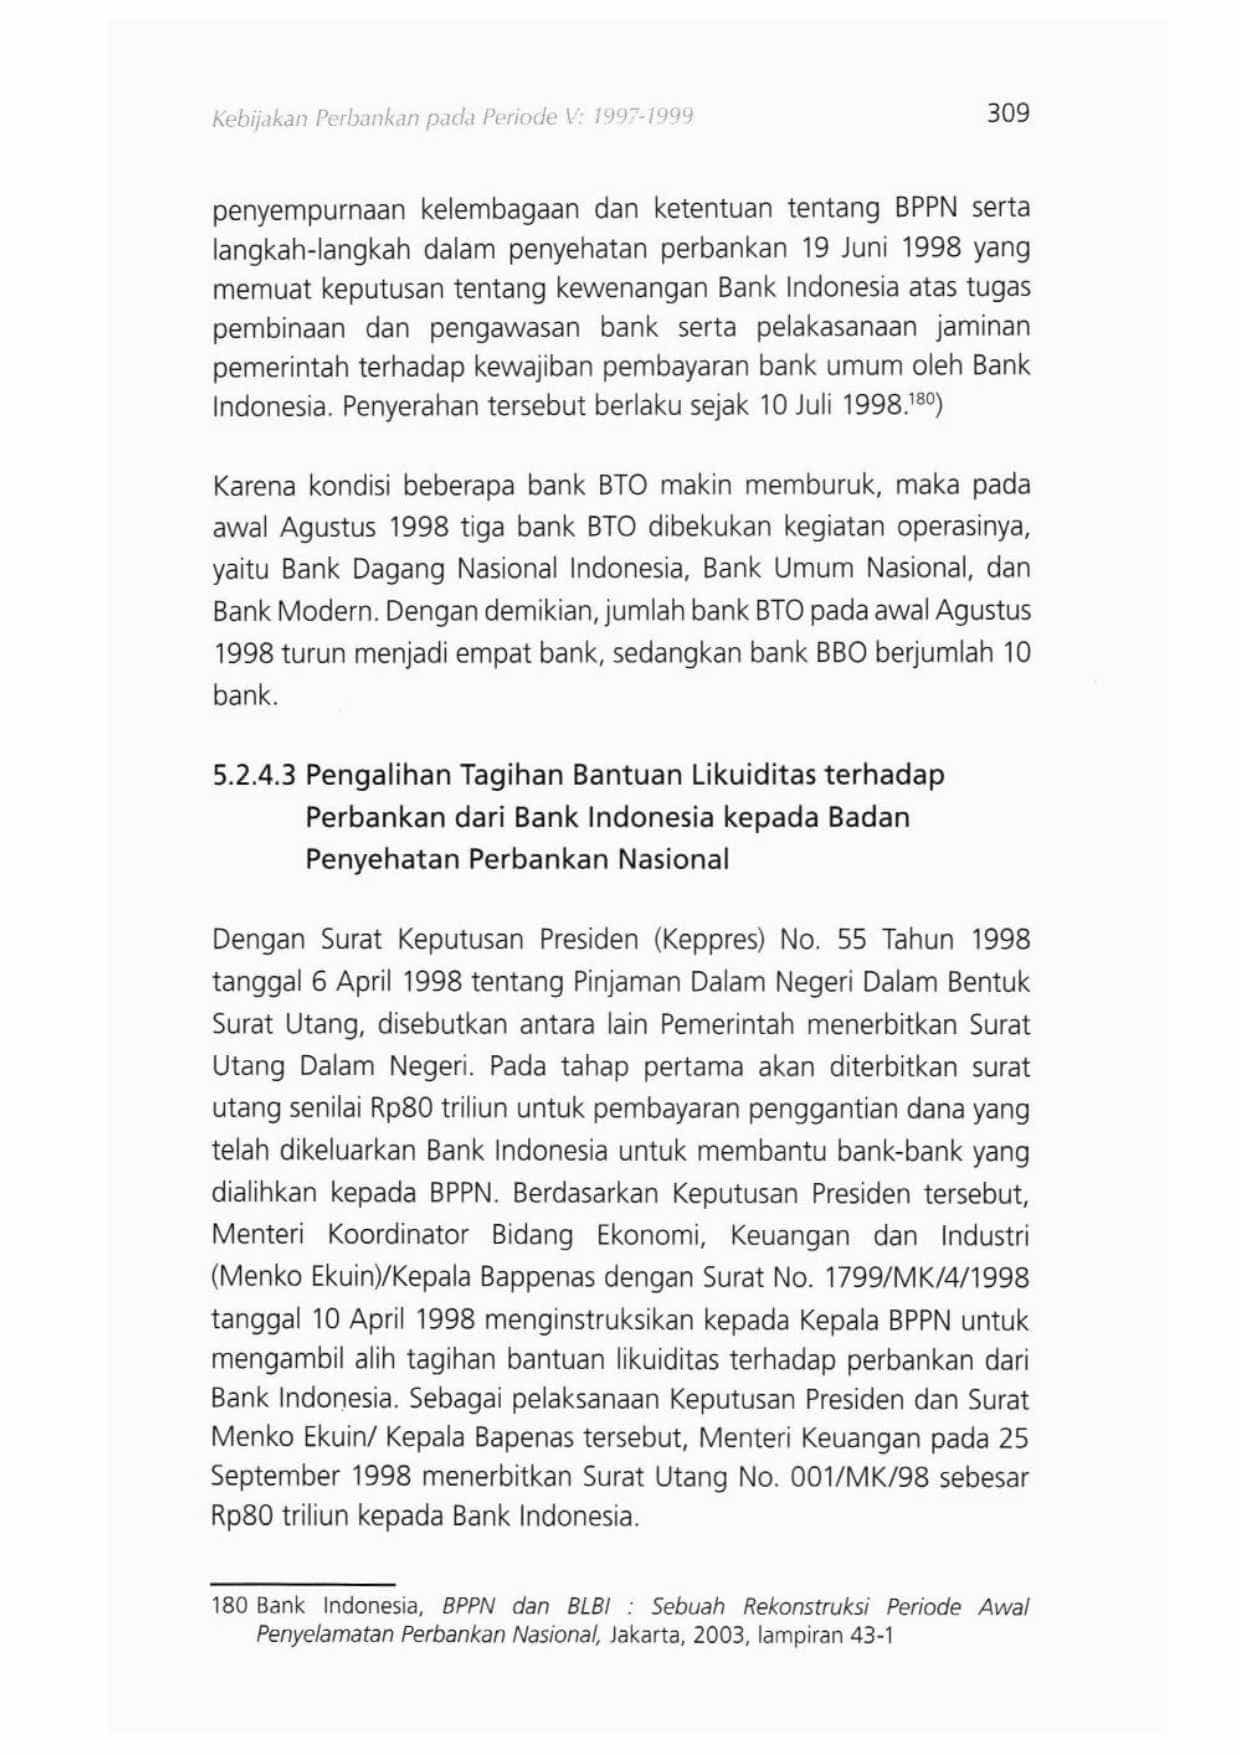 Kebijakan Perbankan pada Periode V: 1997-1999 309
penyempurnaan kelembagaan dan ketentuan tentang BPPN serta
langkah-langkah dalam penyehatan perbankan 19 Juni 1998 yang
memuat keputusan tentang kewenangan Bank Indonesia atas tugas
pembinaan dan pengawasan bank serta pelakasanaan jaminan
pemerintah terhadap kewajiban pembayaran bank umum oleh Bank
Indonesia. Penyerahan tersebut berlaku sejak 10 Juli 1998.¹⁸⁰)
Karena kondisi beberapa bank BTO makin memburuk, maka pada
awal Agustus 1998 tiga bank BTO dibekukan kegiatan operasinya,
yaitu Bank Dagang Nasional Indonesia, Bank Umum Nasional, dan
Bank Modern. Dengan demikian, jumlah bank BTO pada awal Agustus
1998 turun menjadi empat bank, sedangkan bank BBO berjumlah 10
bank.
5.2.4.3 Pengalihan Tagihan Bantuan Likuiditas terhadap
Perbankan dari Bank Indonesia kepada Badan
Penyehatan Perbankan Nasional
Dengan Surat Keputusan Presiden (Keppres) No. 55 Tahun 1998
tanggal 6 April 1998 tentang Pinjaman Dalam Negeri Dalam Bentuk
Surat Utang, disebutkan antara lain Pemerintah menerbitkan Surat
Utang Dalam Negeri. Pada tahap pertama akan diterbitkan surat
utang senilai Rp80 triliun untuk pembayaran penggantian dana yang
telah dikeluarkan Bank Indonesia untuk membantu bank-bank yang
dialihkan kepada BPPN. Berdasarkan Keputusan Presiden tersebut,
Menteri Koordinator Bidang Ekonomi, Keuangan dan Industri
(Menko Ekuin)/Kepala Bappenas dengan Surat No. 1799/MK/4/1998
tanggal 10 April 1998 menginstruksikan kepada Kepala BPPN untuk
mengambil alih tagihan bantuan likuiditas terhadap perbankan dari
Bank Indonesia. Sebagai pelaksanaan Keputusan Presiden dan Surat
Menko Ekuin/ Kepala Bapenas tersebut, Menteri Keuangan pada 25
September 1998 menerbitkan Surat Utang No. 001/MK/98 sebesar
Rp80 triliun kepada Bank Indonesia.
180 Bank Indonesia, BPPN dan BLBI : Sebuah Rekonstruksi Periode Awal
Penyelamatan Perbankan Nasional, Jakarta, 2003, lampiran 43-1